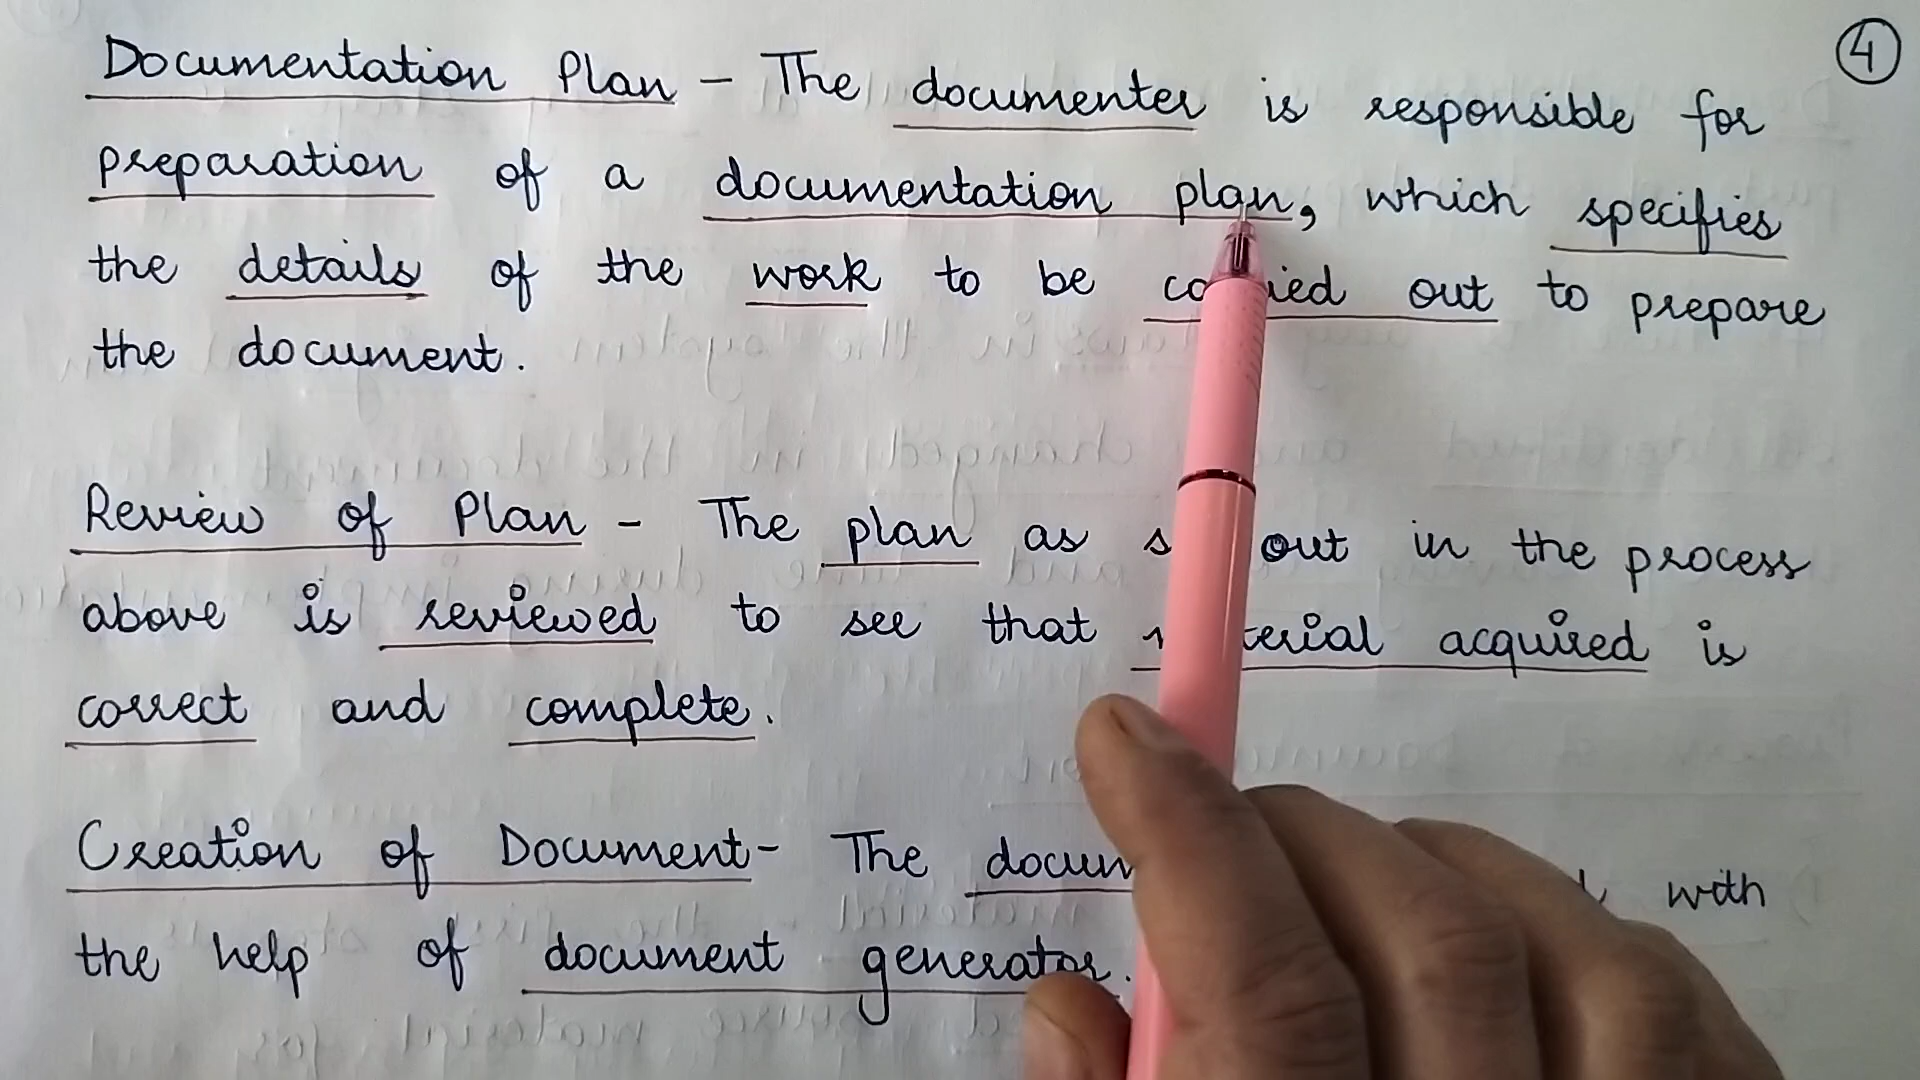 4
Documentation Plan - The documenter is responsible for
preparation of a documentation plan, which specifies
the details of the work to be carried out to prepare
the document.
Review of Plan - The plan as out in the process
above is reviewed to see that material acquired is
correct and complete.
Creation of Document - The with
the help of document generator.